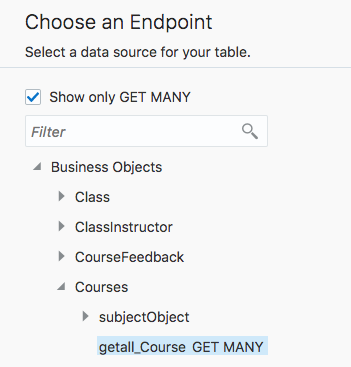 Choose an Endpoint
Select a data source for your table.
Show only GET MANY
Filter
Business Objects
Class
ClassInstructor
CourseFeedback
Courses
subjectObject
getall_Course GET MANY